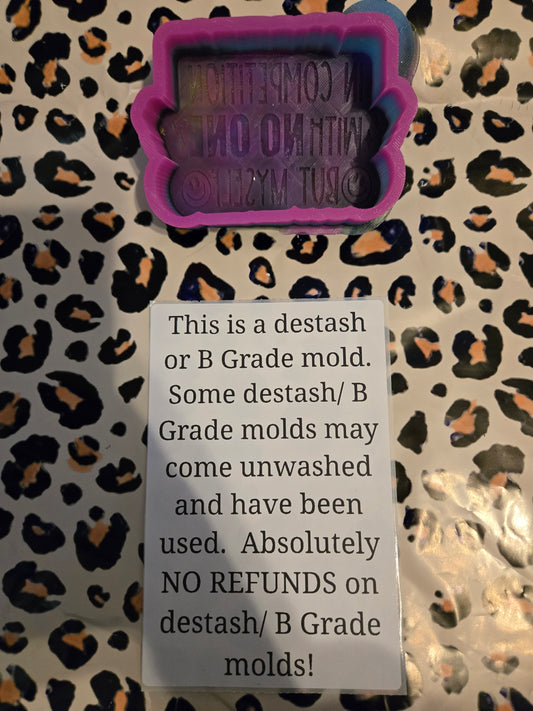 IN COMPETITION
WITH NO ONE
BUT MYSELF
This is a destash
or B Grade mold.
Some destash/ B
Grade molds may
come unwashed
and have been
used.  Absolutely
NO REFUNDS on
destash/ B Grade
molds!